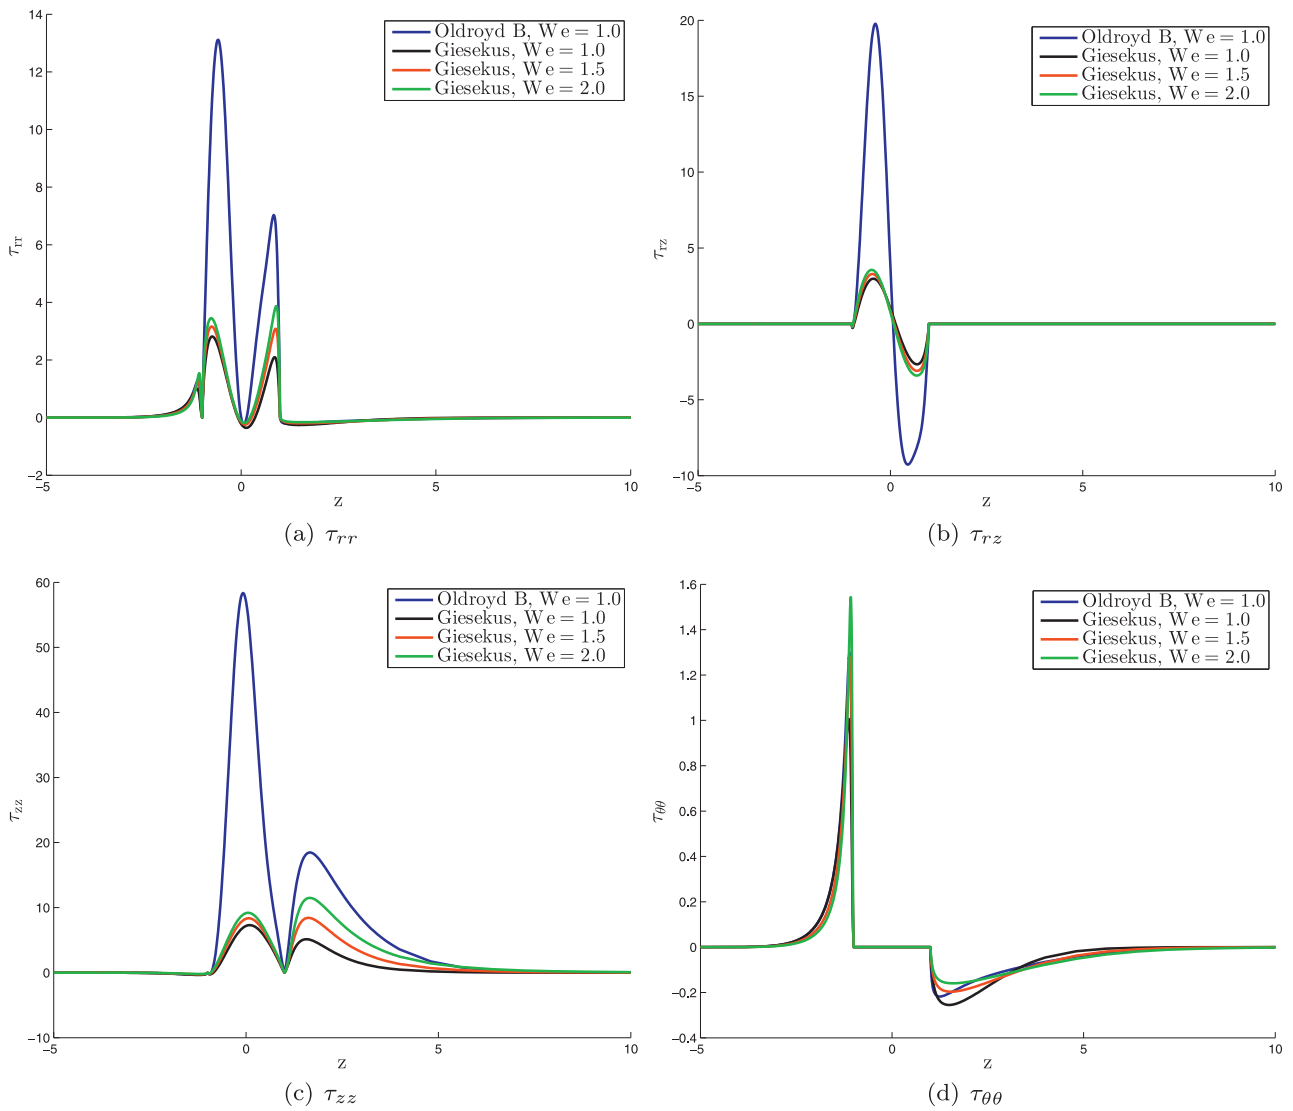 14
12
10
8
6
4
2
0
−2
−5
0
5
10
τrr
z
Oldroyd B, We = 1.0
Giesekus, We = 1.0
Giesekus, We = 1.5
Giesekus, We = 2.0
(a) τrr
20
15
10
5
0
−5
−10
−5
0
5
10
τrz
z
Oldroyd B, We = 1.0
Giesekus, We = 1.0
Giesekus, We = 1.5
Giesekus, We = 2.0
(b) τrz
60
50
40
30
20
10
0
−10
−5
0
5
10
τzz
z
Oldroyd B, We = 1.0
Giesekus, We = 1.0
Giesekus, We = 1.5
Giesekus, We = 2.0
(c) τzz
1.6
1.4
1.2
1
0.8
0.6
0.4
0.2
0
−0.2
−0.4
−5
0
5
10
τθθ
z
Oldroyd B, We = 1.0
Giesekus, We = 1.0
Giesekus, We = 1.5
Giesekus, We = 2.0
(d) τθθ